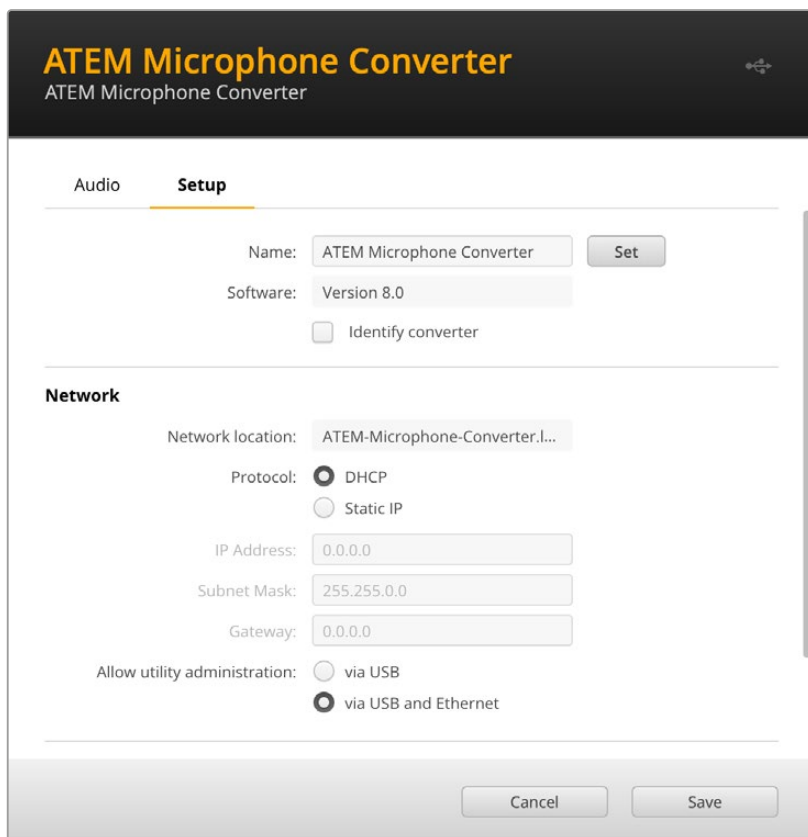 ATEM Microphone Converter
ATEM Microphone Converter
Audio Setup
Name: ATEM Microphone Converter Set
Software: Version 8.0
Identify converter
Network
Network location: ATEM-Microphone-Converter.l...
Protocol: DHCP
Static IP
IP Address: 0.0.0.0
Subnet Mask: 255.255.0.0
Gateway: 0.0.0.0
Allow utility administration: via USB
via USB and Ethernet
Cancel Save